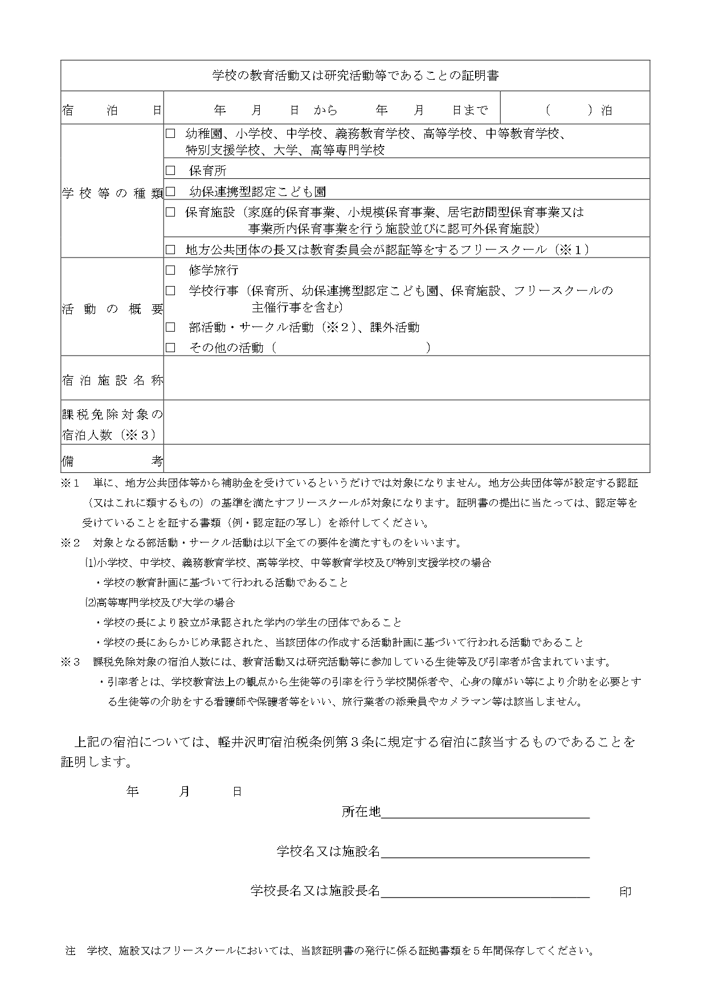 学校の教育活動又は研究活動等であることの証明書
宿泊日 年 月 日 から 年 月 日まで （ ）泊
学校等の種類
□ 幼稚園、小学校、中学校、義務教育学校、高等学校、中等教育学校、
特別支援学校、大学、高等専門学校
□ 保育所
□ 幼保連携型認定こども園
□ 保育施設（家庭的保育事業、小規模保育事業、居宅訪問型保育事業又は
事業所内保育事業を行う施設並びに認可外保育施設）
□ 地方公共団体の長又は教育委員会が認証等をするフリースクール（※１）
活動の概要
□ 修学旅行
□ 学校行事（保育所、幼保連携型認定こども園、保育施設、フリースクールの
主催行事を含む）
□ 部活動・サークル活動（※２）、課外活動
□ その他の活動（ ）
宿泊施設名称
課税免除対象の
宿泊人数（※３）
備考
※１ 単に、地方公共団体等から補助金を受けているというだけでは対象になりません。地方公共団体等が設定する認証
（又はこれに類するもの）の基準を満たすフリースクールが対象になります。証明書の提出に当たっては、認定等を
受けていることを証する書類（例・認定証の写し）を添付してください。
※２ 対象となる部活動・サークル活動は以下全ての要件を満たすものをいいます。
⑴小学校、中学校、義務教育学校、高等学校、中等教育学校及び特別支援学校の場合
・学校の教育計画に基づいて行われる活動であること
⑵高等専門学校及び大学の場合
・学校の長により設立が承認された学内の学生の団体であること
・学校の長にあらかじめ承認された、当該団体の作成する活動計画に基づいて行われる活動であること
※３ 課税免除対象の宿泊人数には、教育活動又は研究活動等に参加している生徒等及び引率者が含まれています。
・引率者とは、学校教育法上の観点から生徒等の引率を行う学校関係者や、心身の障がい等により介助を必要とす
る生徒等の介助をする看護師や保護者等をいい、旅行業者の添乗員やカメラマン等は該当しません。
上記の宿泊については、軽井沢町宿泊税条例第３条に規定する宿泊に該当するものであることを
証明します。
年 月 日
所在地
学校名又は施設名
学校長名又は施設長名 印
注 学校、施設又はフリースクールにおいては、当該証明書の発行に係る証拠書類を５年間保存してください。